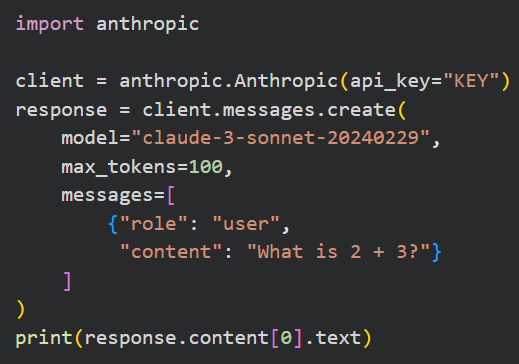 import anthropic

client = anthropic.Anthropic(api_key="KEY")
response = client.messages.create(
    model="claude-3-sonnet-20240229",
    max_tokens=100,
    messages=[
        {"role": "user",
         "content": "What is 2 + 3?"}
    ]
)
print(response.content[0].text)